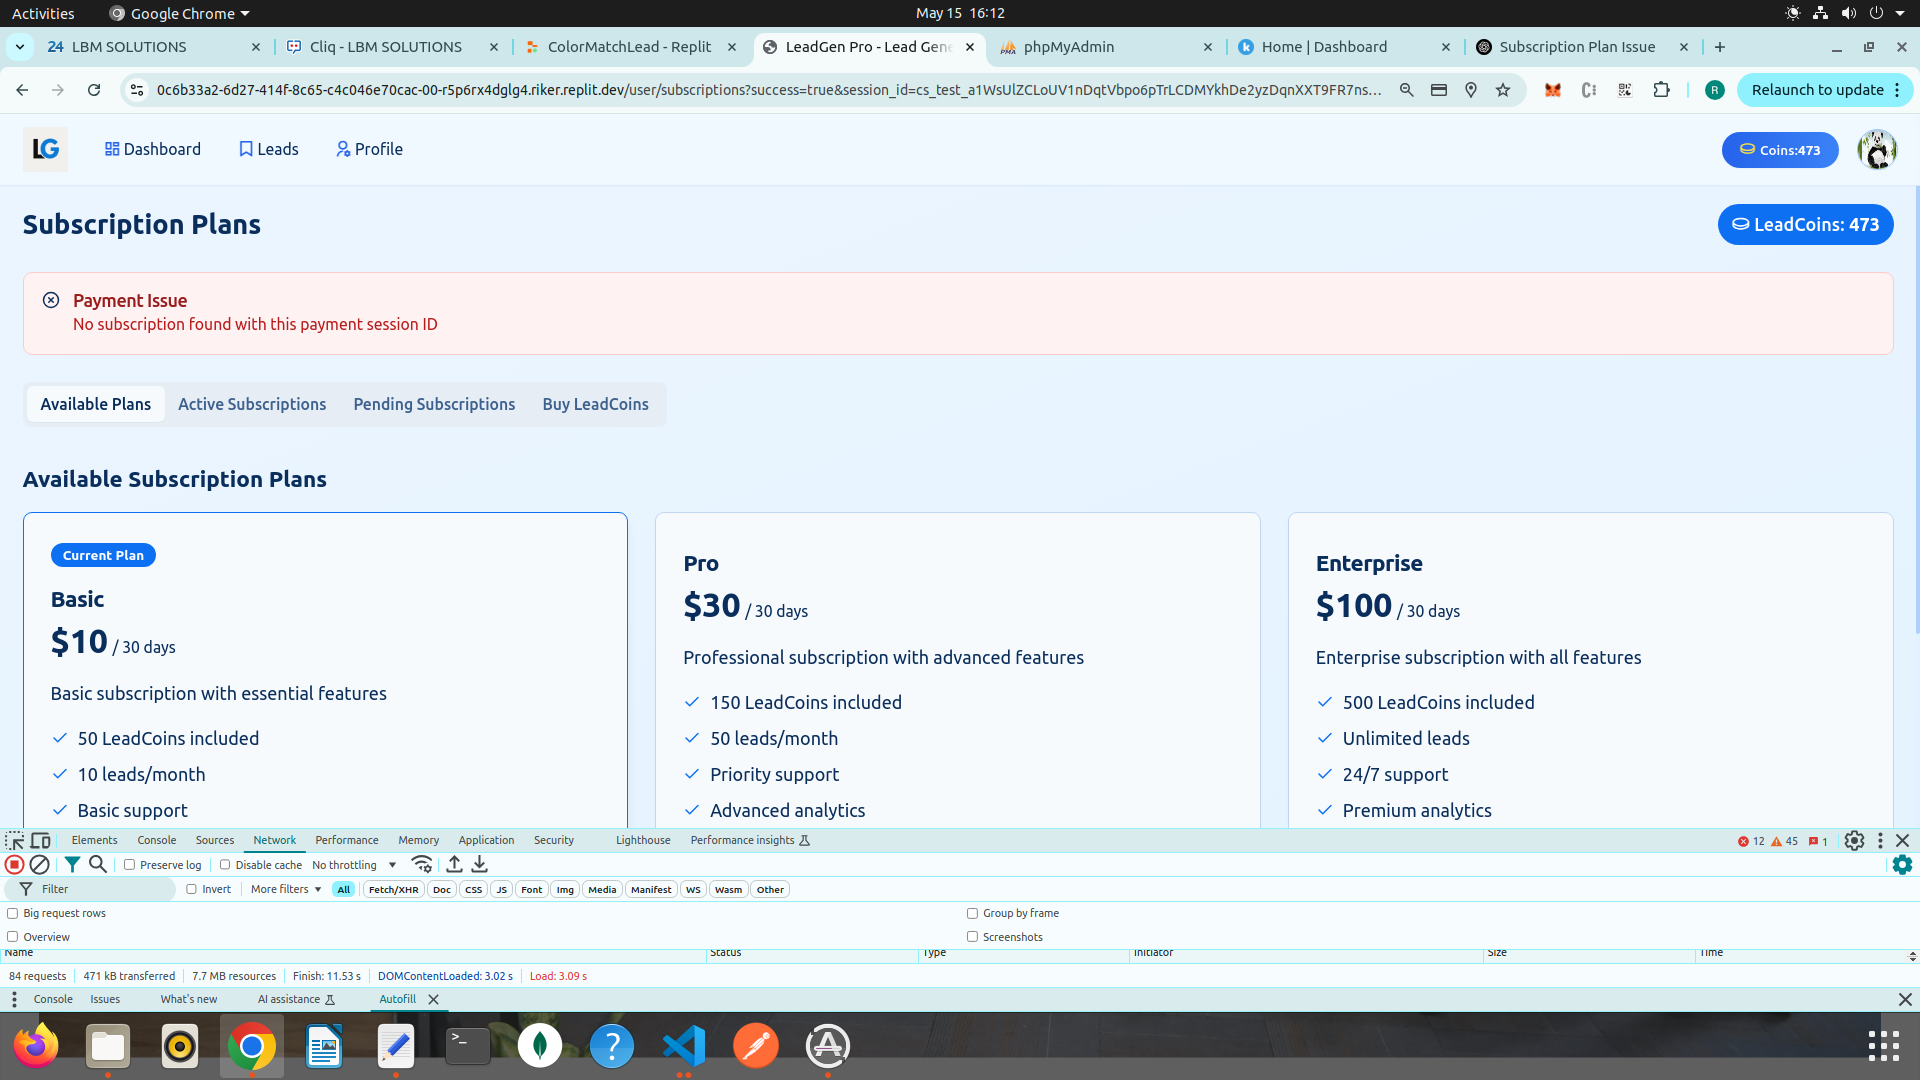 Activities
Google Chrome
May 15 16:12
24 LBM SOLUTIONS
Cliq - LBM SOLUTIONS
ColorMatchLead - Replit
LeadGen Pro - Lead Gene
phpMyAdmin
Home | Dashboard
Subscription Plan Issue
0c6b33a2-6d27-414f-8c65-c4c046e70cac-00-r5p6rx4dglg4.riker.replit.dev/user/subscriptions?success=true&session_id=cs_test_a1WsUlZCLoUV1nDqtVbpo6pTrLCDMYkhDe2yzDqnXXT9FR7ns...
R
Relaunch to update
LG
Dashboard
Leads
Profile
Coins:473
Subscription Plans
LeadCoins: 473
Payment Issue
No subscription found with this payment session ID
Available Plans
Active Subscriptions
Pending Subscriptions
Buy LeadCoins
Available Subscription Plans
Current Plan
Basic
$10 / 30 days
Basic subscription with essential features
50 LeadCoins included
10 leads/month
Basic support
Pro
$30 / 30 days
Professional subscription with advanced features
150 LeadCoins included
50 leads/month
Priority support
Advanced analytics
Enterprise
$100 / 30 days
Enterprise subscription with all features
500 LeadCoins included
Unlimited leads
24/7 support
Premium analytics
Elements
Console
Sources
Network
Performance
Memory
Application
Security
Lighthouse
Performance insights
12
45
1
Preserve log
Disable cache
No throttling
Filter
Invert
More filters
All
Fetch/XHR
Doc
CSS
JS
Font
Img
Media
Manifest
WS
Wasm
Other
Big request rows
Group by frame
Overview
Screenshots
Name
Status
Type
Initiator
Size
Time
84 requests
471 kB transferred
7.7 MB resources
Finish: 11.53 s
DOMContentLoaded: 3.02 s
Load: 3.09 s
Console
Issues
What's new
AI assistance
Autofill